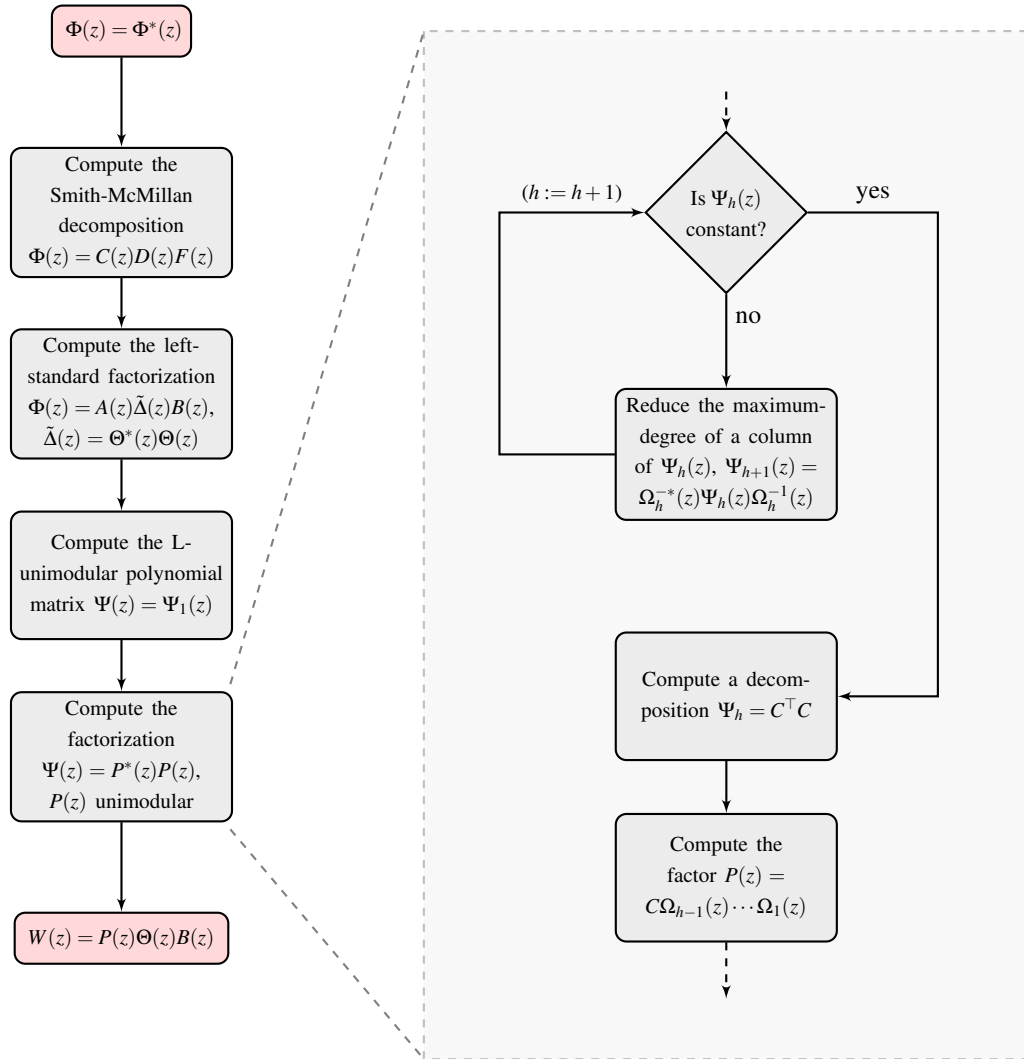 Φ(z) = Φ*(z)
Compute the
Smith-McMillan
decomposition
Φ(z) = C(z)D(z)F(z)
Compute the left-
standard factorization
Φ(z) = A(z)Δ̃(z)B(z),
Δ̃(z) = Θ*(z)Θ(z)
Compute the L-
unimodular polynomial
matrix Ψ(z) = Ψ₁(z)
Compute the
factorization
Ψ(z) = P*(z)P(z),
P(z) unimodular
W(z) = P(z)Θ(z)B(z)
(h := h + 1)
Is Ψₕ(z)
constant?
yes
no
Reduce the maximum-
degree of a column
of Ψₕ(z), Ψₕ₊₁(z) =
Ωₕ⁻*(z)Ψₕ(z)Ωₕ⁻¹(z)
Compute a decom-
position Ψₕ = C⊤C
Compute the
factor P(z) =
CΩₕ₋₁(z)⋯Ω₁(z)